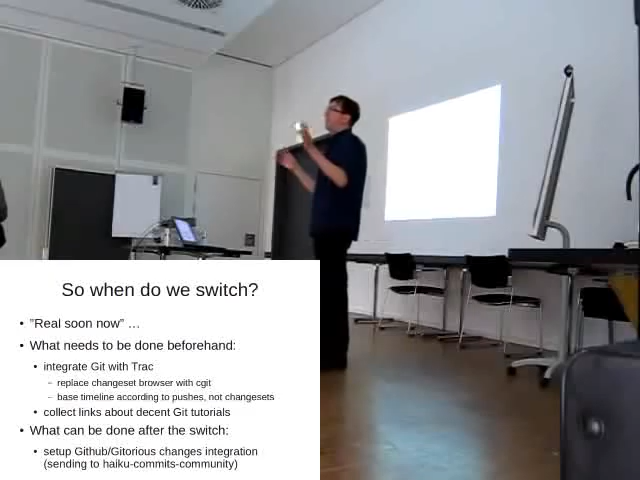 So when do we switch?
• "Real soon now" …
• What needs to be done beforehand:
• integrate Git with Trac
– replace changeset browser with cgit
– base timeline according to pushes, not changesets
• collect links about decent Git tutorials
• What can be done after the switch:
• setup Github/Gitorious changes integration
(sending to haiku-commits-community)